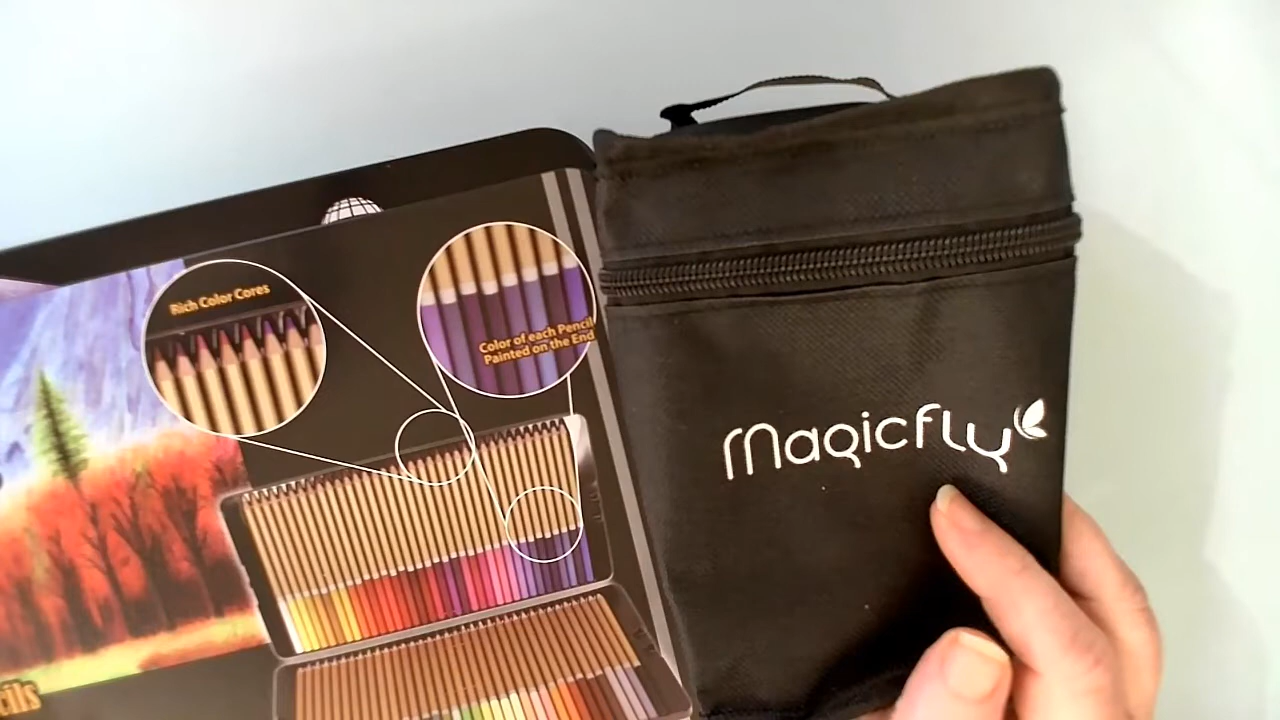 Rich Color Cores
Color of each Pencil
Painted on the End
Magicfly